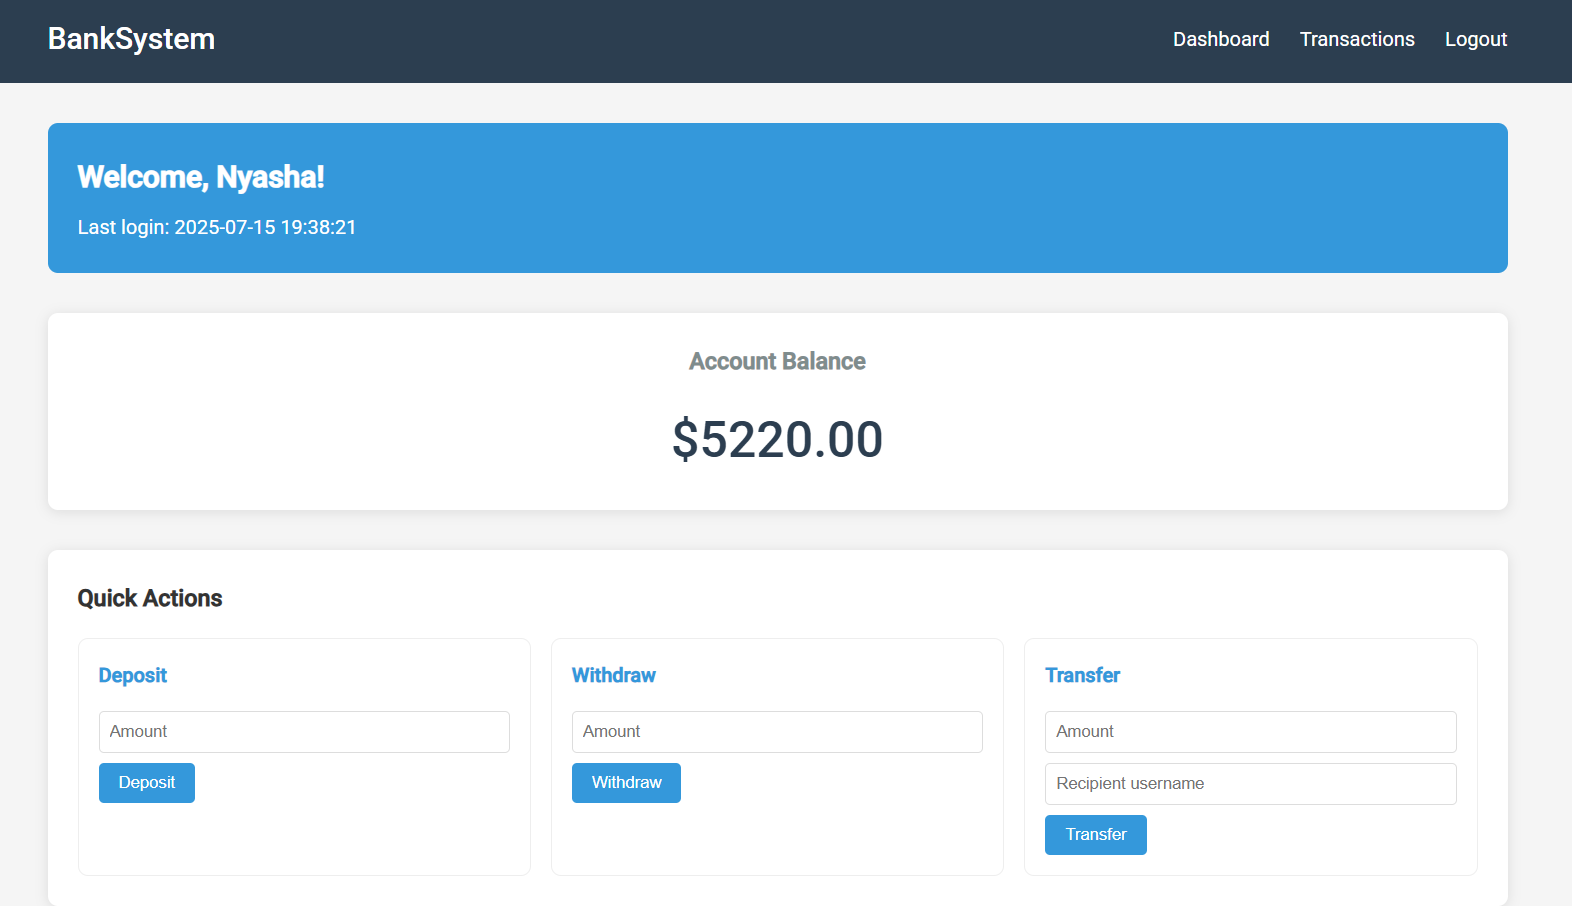 BankSystem
Dashboard Transactions Logout
Welcome, Nyasha!
Last login: 2025-07-15 19:38:21
Account Balance
$5220.00
Quick Actions
Deposit
Amount
Deposit
Withdraw
Amount
Withdraw
Transfer
Amount
Recipient username
Transfer